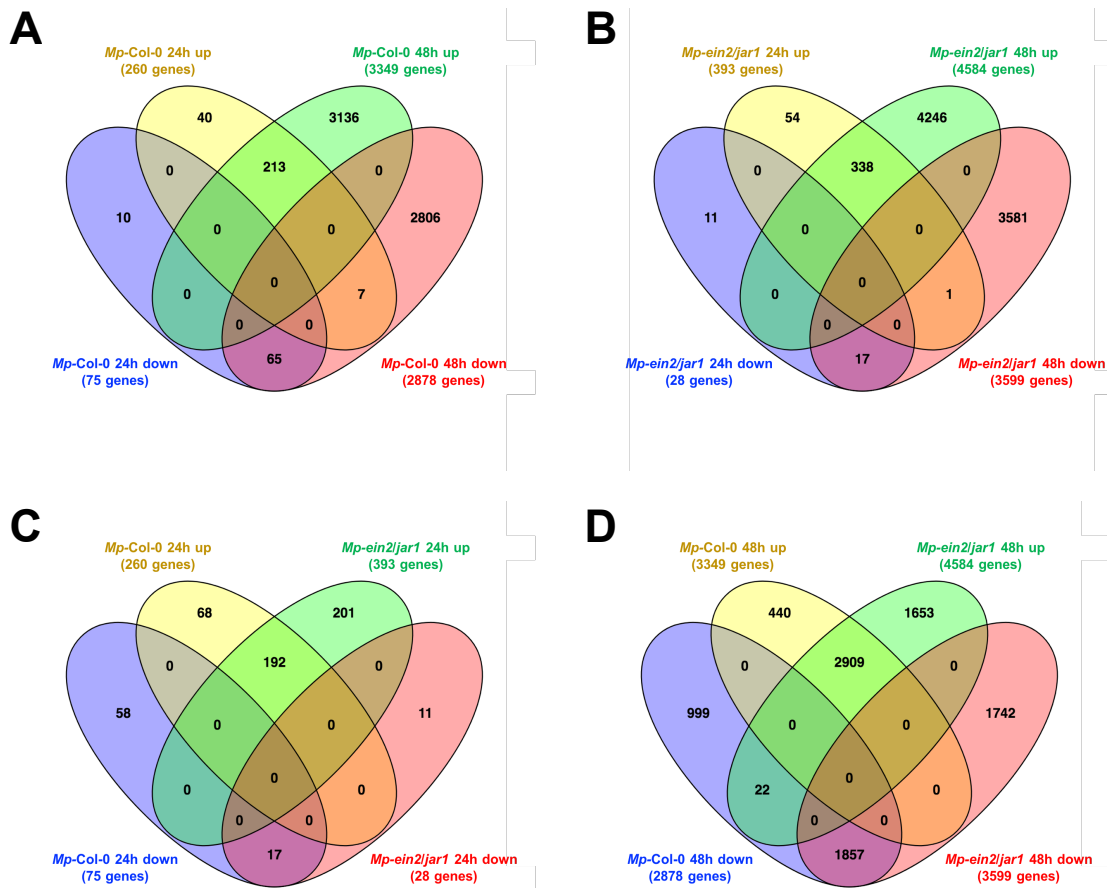 A
Mp-Col-0 24h up
(260 genes)
Mp-Col-0 48h up
(3349 genes)
40
3136
0
213
0
10
2806
0
0
0
0
7
0
0
65
Mp-Col-0 24h down
(75 genes)
Mp-Col-0 48h down
(2878 genes)
B
Mp-ein2/jar1 24h up
(393 genes)
Mp-ein2/jar1 48h up
(4584 genes)
54
4246
0
338
0
11
3581
0
0
0
0
1
0
0
17
Mp-ein2/jar1 24h down
(28 genes)
Mp-ein2/jar1 48h down
(3599 genes)
C
Mp-Col-0 24h up
(260 genes)
Mp-ein2/jar1 24h up
(393 genes)
68
201
0
192
0
58
11
0
0
0
0
0
0
0
17
Mp-Col-0 24h down
(75 genes)
Mp-ein2/jar1 24h down
(28 genes)
D
Mp-Col-0 48h up
(3349 genes)
Mp-ein2/jar1 48h up
(4584 genes)
440
1653
0
2909
0
999
1742
0
0
0
22
0
0
0
1857
Mp-Col-0 48h down
(2878 genes)
Mp-ein2/jar1 48h down
(3599 genes)